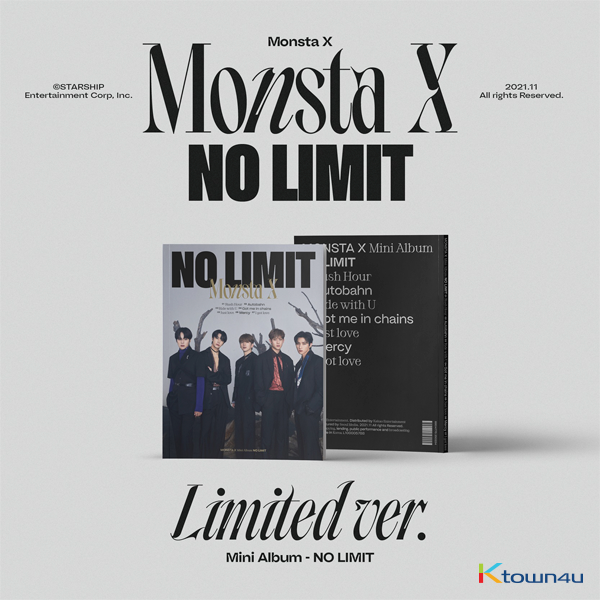 Monsta X
©STARSHIP
Entertainment Corp, Inc.
2021.11
All rights Reserved.
Monsta X
NO LIMIT
NO LIMIT
Monsta X
Rush Hour
Autobahn
Got me in chains
Mercy
MONSTA X Mini Album
LIMIT
ush Hour
utobahn
de with U
ot me in chains
st love
ercy
ot love
Limited ver.
Mini Album - NO LIMIT
Ktown4u